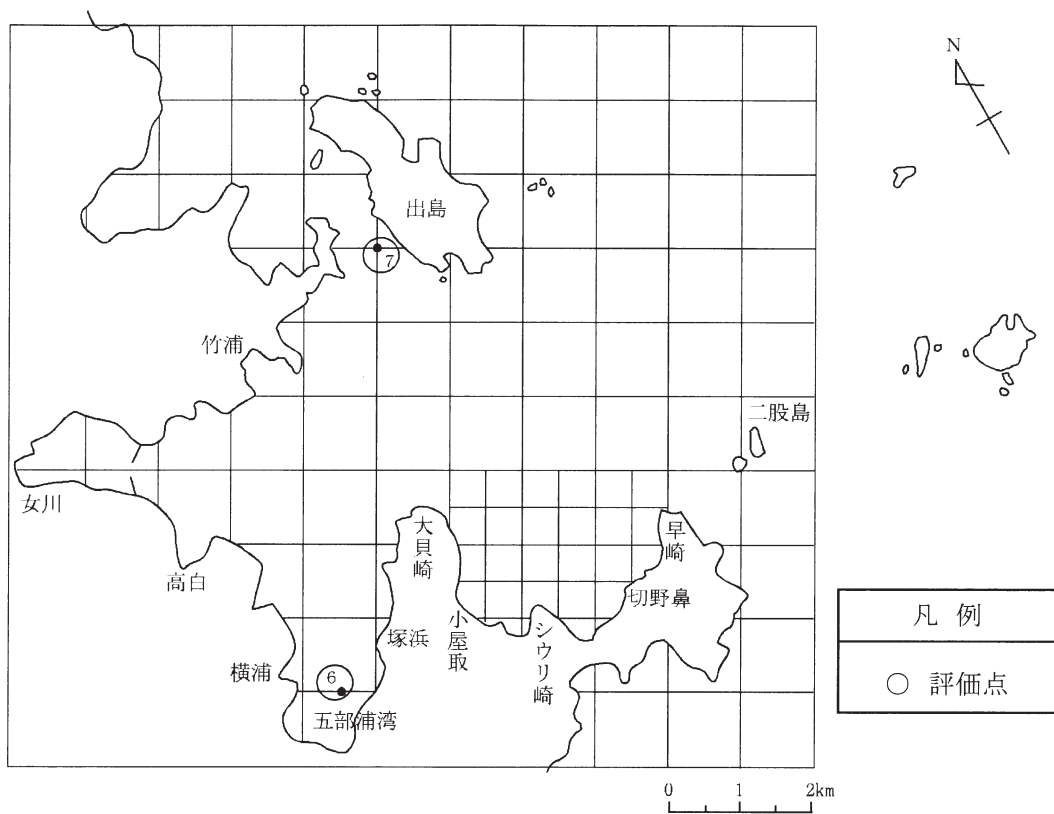 N
出島
7
竹浦
二股島
女川
大貝崎
早崎
高白
切野鼻
小屋取
塚浜
シウリ崎
横浦
6
五部浦湾
凡例
○ 評価点
0 1 2km